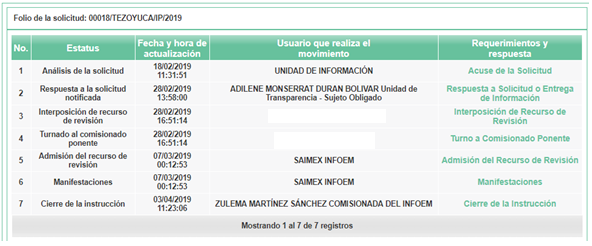 Folio de la solicitud: 00018/TEZOYUCA/IP/2019
No. Estatus Fecha y hora de actualización Usuario que realiza el movimiento Requerimientos y respuesta
1 Análisis de la solicitud 18/02/2019 11:31:51 UNIDAD DE INFORMACIÓN Acuse de la Solicitud
2 Respuesta a la solicitud notificada 28/02/2019 13:58:00 ADILENE MONSERRAT DURAN BOLIVAR Unidad de Transparencia - Sujeto Obligado Respuesta a Solicitud o Entrega de Información
3 Interposición de recurso de revisión 28/02/2019 16:51:14 Interposición de Recurso de Revisión
4 Turnado al comisionado ponente 28/02/2019 16:51:14 Turno a Comisionado Ponente
5 Admisión del recurso de revisión 07/03/2019 00:12:53 SAIMEX INFOEM Admisión del Recurso de Revisión
6 Manifestaciones 07/03/2019 00:12:53 SAIMEX INFOEM Manifestaciones
7 Cierre de la instrucción 03/04/2019 11:23:06 ZULEMA MARTÍNEZ SÁNCHEZ COMISIONADA DEL INFOEM Cierre de la Instrucción
Mostrando 1 al 7 de 7 registros